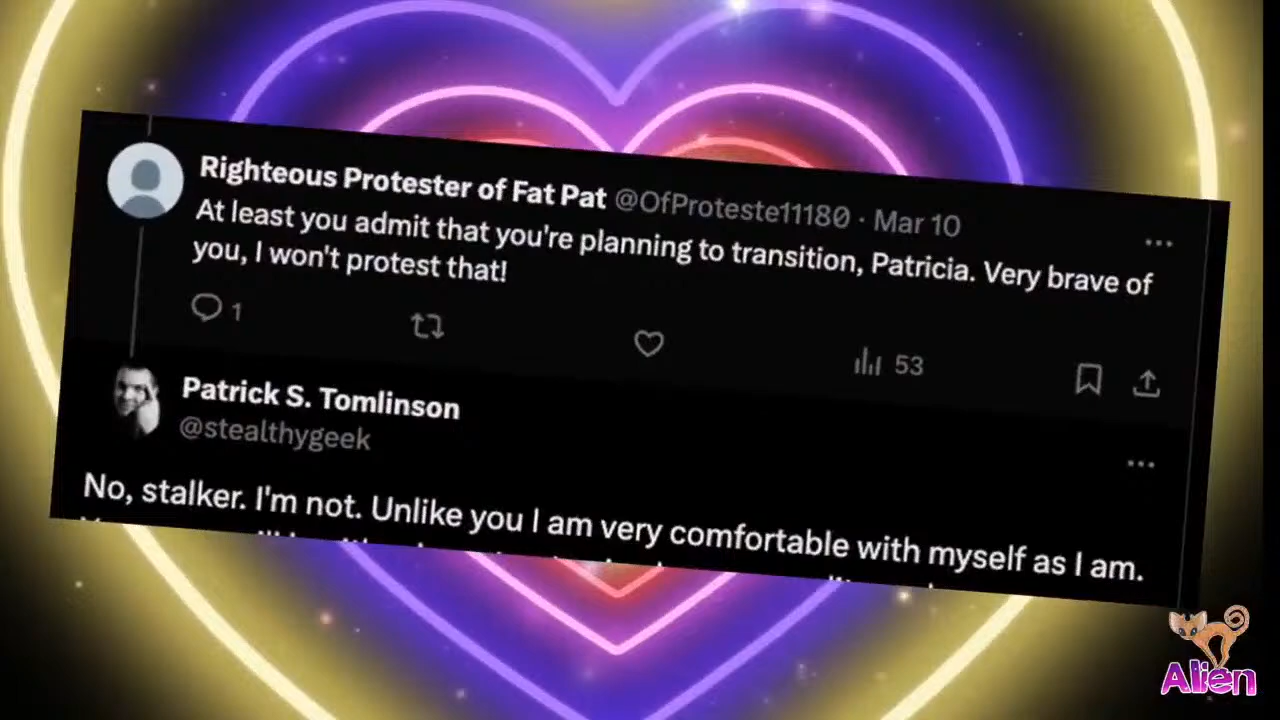 Righteous Protester of Fat Pat @OfProteste11180 · Mar 10
At least you admit that you're planning to transition, Patricia. Very brave of
you, I won't protest that!
1
53
Patrick S. Tomlinson
@stealthygeek
No, stalker. I'm not. Unlike you I am very comfortable with myself as I am.
Alien